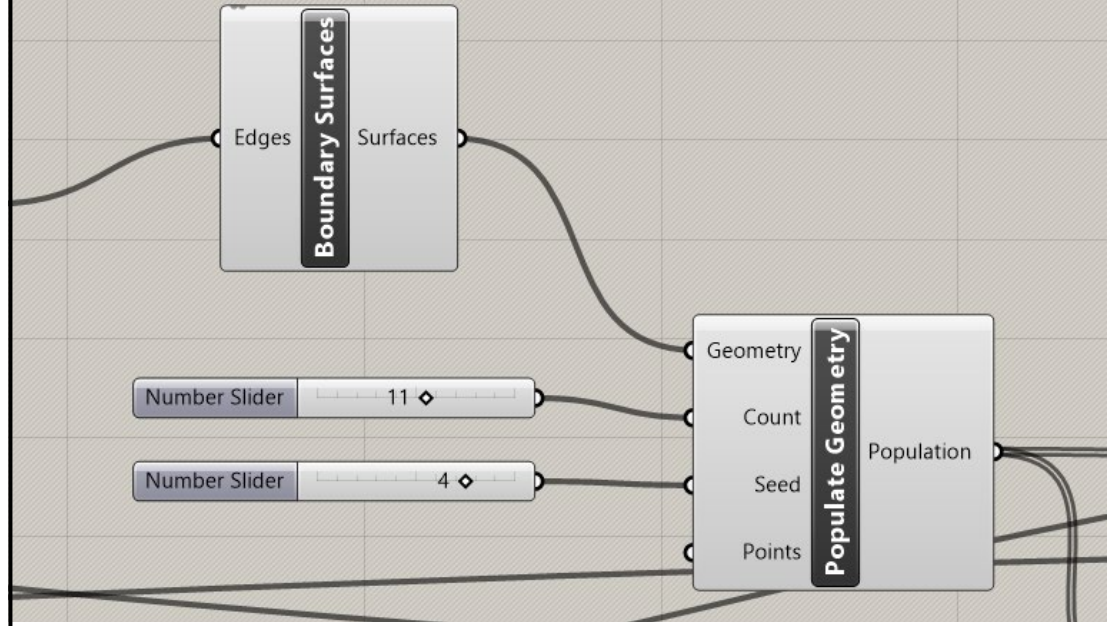 Edges
Boundary Surfaces
Surfaces
Number Slider 11
Number Slider 4
Geometry
Count
Seed
Points
Populate Geometry
Population